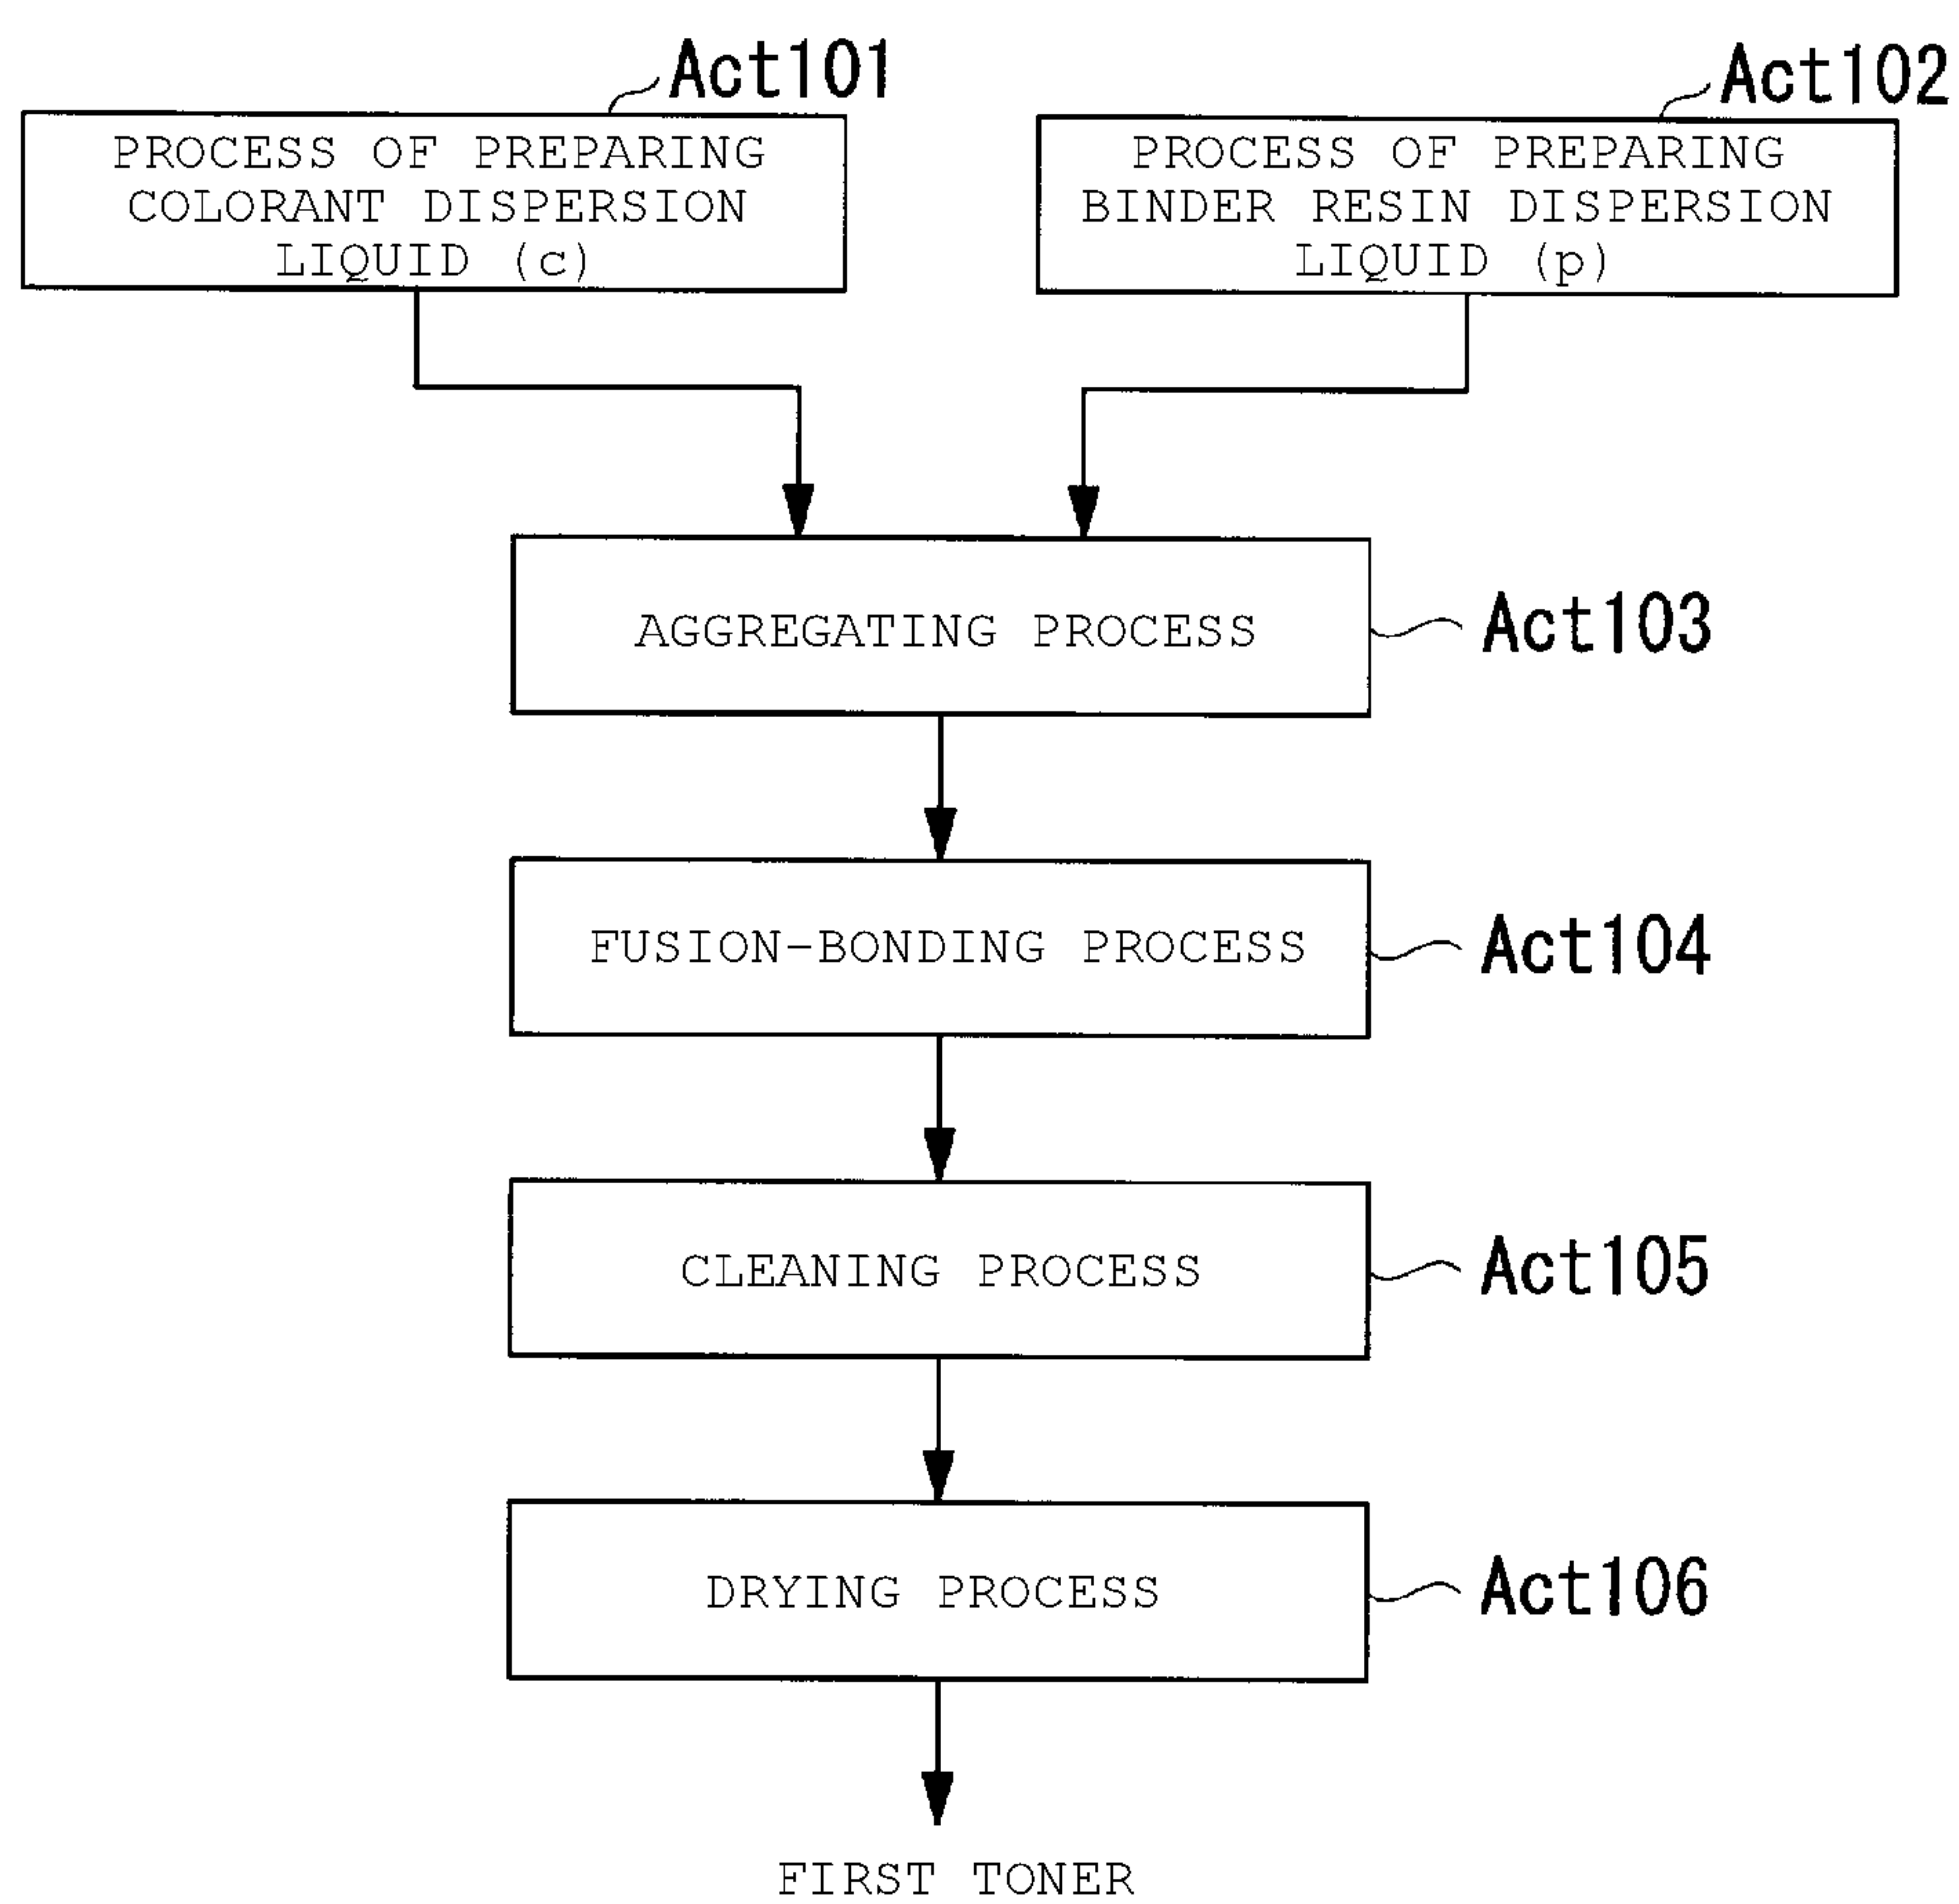 Act101
PROCESS OF PREPARING
COLORANT DISPERSION
LIQUID (c)
Act102
PROCESS OF PREPARING
BINDER RESIN DISPERSION
LIQUID (p)
AGGREGATING PROCESS
Act103
FUSION-BONDING PROCESS
Act104
CLEANING PROCESS
Act105
DRYING PROCESS
Act106
FIRST TONER